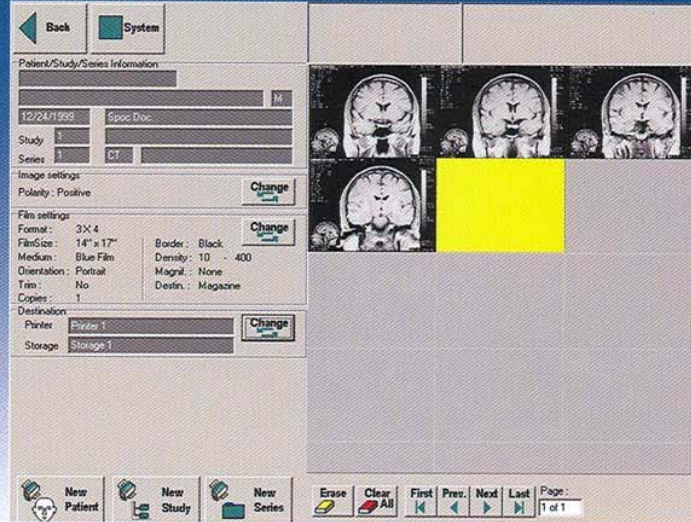 Back
System
Patient/Study/Series Information
M
12/24/1999
Spoc Doc.
Study 1
Series 1 CT
Image settings
Polarity : Positive
Change
Film settings
Format : 3 X 4
FilmSize : 14" x 17"
Medium : Blue Film
Orientation : Portrait
Trim : No
Copies : 1
Border : Black
Density : 10 - 400
Magnif. : None
Destin. : Magazine
Change
Destination
Printer Printer 1
Storage Storage 1
Change
New Patient
New Study
New Series
Erase
Clear All
First
Prev.
Next
Last
Page :
1 of 1